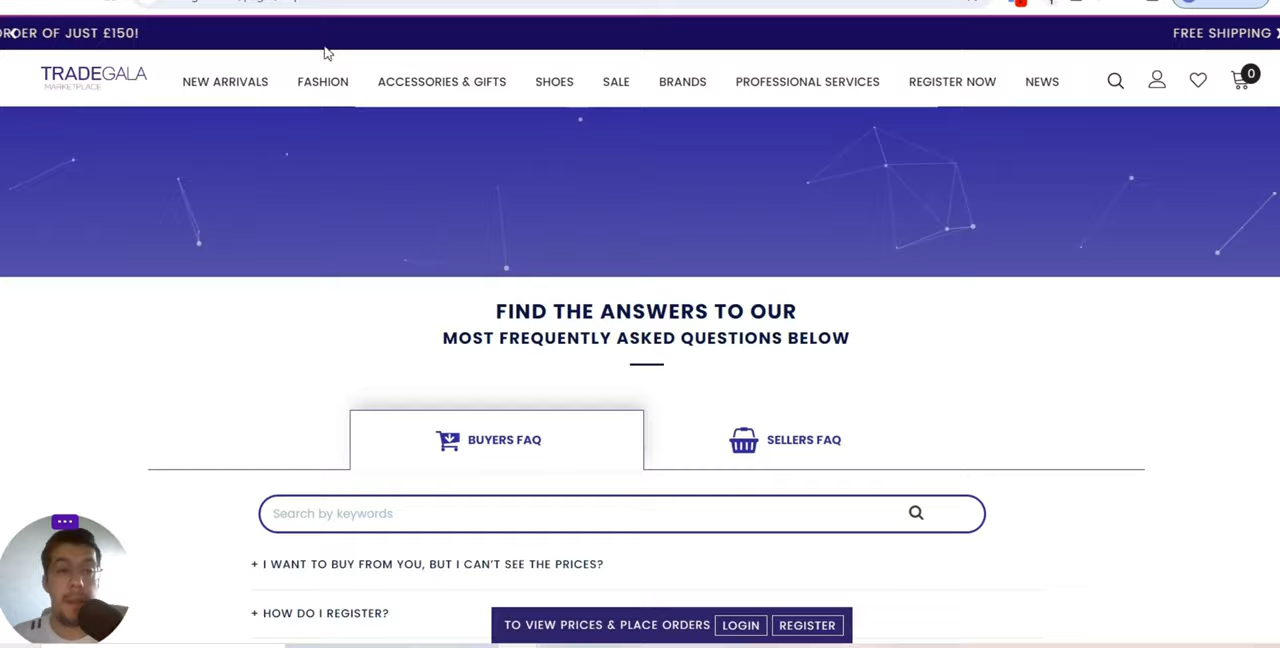 ORDER OF JUST £150!
FREE SHIPPING
TRADEGALA
MARKETPLACE
NEW ARRIVALS
FASHION
ACCESSORIES & GIFTS
SHOES
SALE
BRANDS
PROFESSIONAL SERVICES
REGISTER NOW
NEWS
0
FIND THE ANSWERS TO OUR
MOST FREQUENTLY ASKED QUESTIONS BELOW
BUYERS FAQ
SELLERS FAQ
Search by keywords
+ I WANT TO BUY FROM YOU, BUT I CAN'T SEE THE PRICES?
+ HOW DO I REGISTER?
TO VIEW PRICES & PLACE ORDERS LOGIN REGISTER